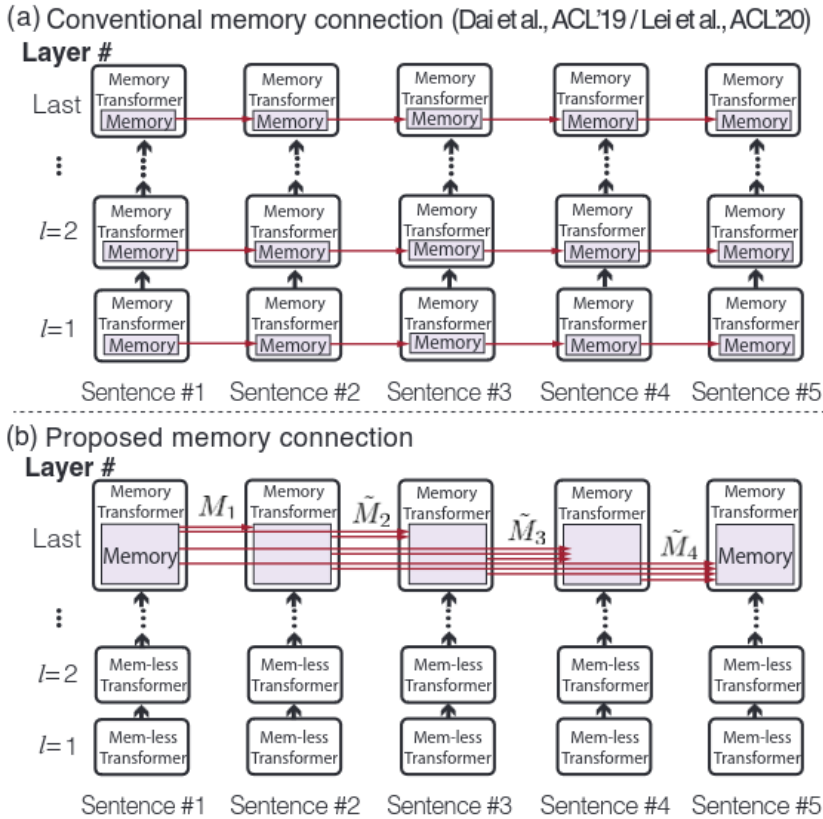 (a) Conventional memory connection (Dai et al., ACL'19 / Lei et al., ACL'20)
Layer #
Last
Memory Transformer Memory
Memory Transformer Memory
Memory Transformer Memory
Memory Transformer Memory
Memory Transformer Memory
⋮
l=2
Memory Transformer Memory
Memory Transformer Memory
Memory Transformer Memory
Memory Transformer Memory
Memory Transformer Memory
l=1
Memory Transformer Memory
Memory Transformer Memory
Memory Transformer Memory
Memory Transformer Memory
Memory Transformer Memory
Sentence #1 Sentence #2 Sentence #3 Sentence #4 Sentence #5
(b) Proposed memory connection
Layer #
Last
Memory Transformer Memory
M₁
Memory Transformer
M̃₂
Memory Transformer
M̃₃
Memory Transformer
M̃₄
Memory Transformer Memory
⋮
l=2
Mem-less Transformer
Mem-less Transformer
Mem-less Transformer
Mem-less Transformer
Mem-less Transformer
l=1
Mem-less Transformer
Mem-less Transformer
Mem-less Transformer
Mem-less Transformer
Mem-less Transformer
Sentence #1 Sentence #2 Sentence #3 Sentence #4 Sentence #5